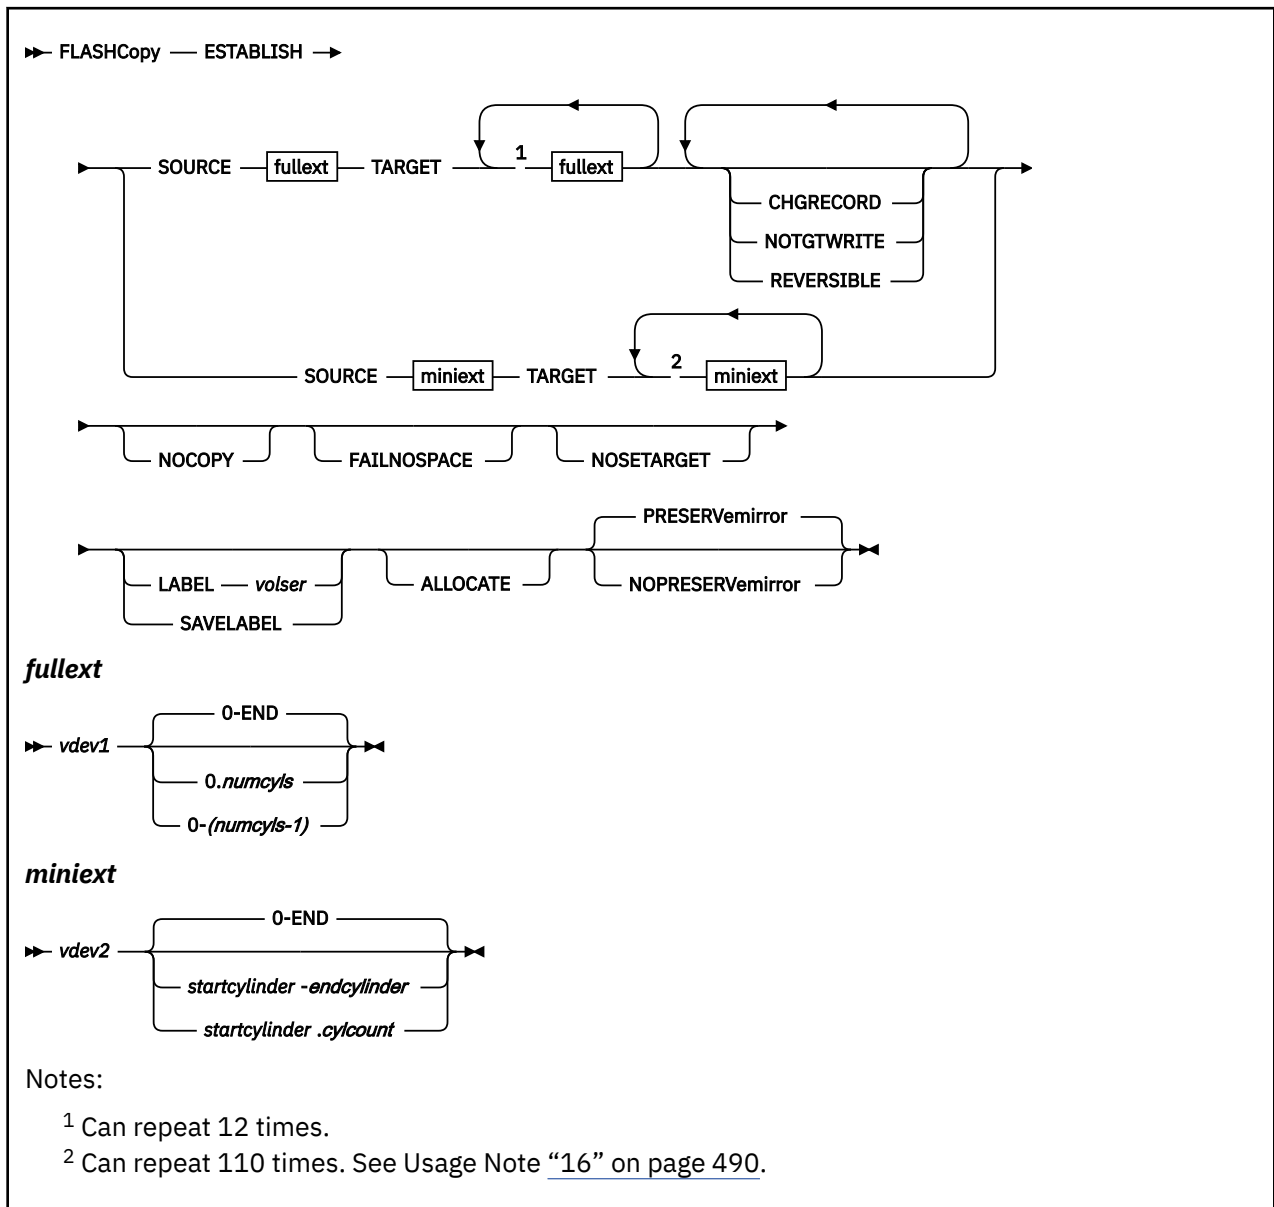 FLASHCopy ESTABLISH
1
SOURCE fullext TARGET fullext
CHGRECORD
NOTGTWRITE
REVERSIBLE
2
SOURCE miniext TARGET miniext
NOCOPY FAILNOSPACE NOSETARGET
PRESERVemirror
LABEL volser ALLOCATE NOPRESERVemirror
SAVELABEL
fullext
0-END
vdev1
0.numcyls
0-(numcyls-1)
miniext
0-END
vdev2
startcylinder -endcylinder
startcylinder .cylcount
Notes:
1 Can repeat 12 times.
2 Can repeat 110 times. See Usage Note “16” on page 490.